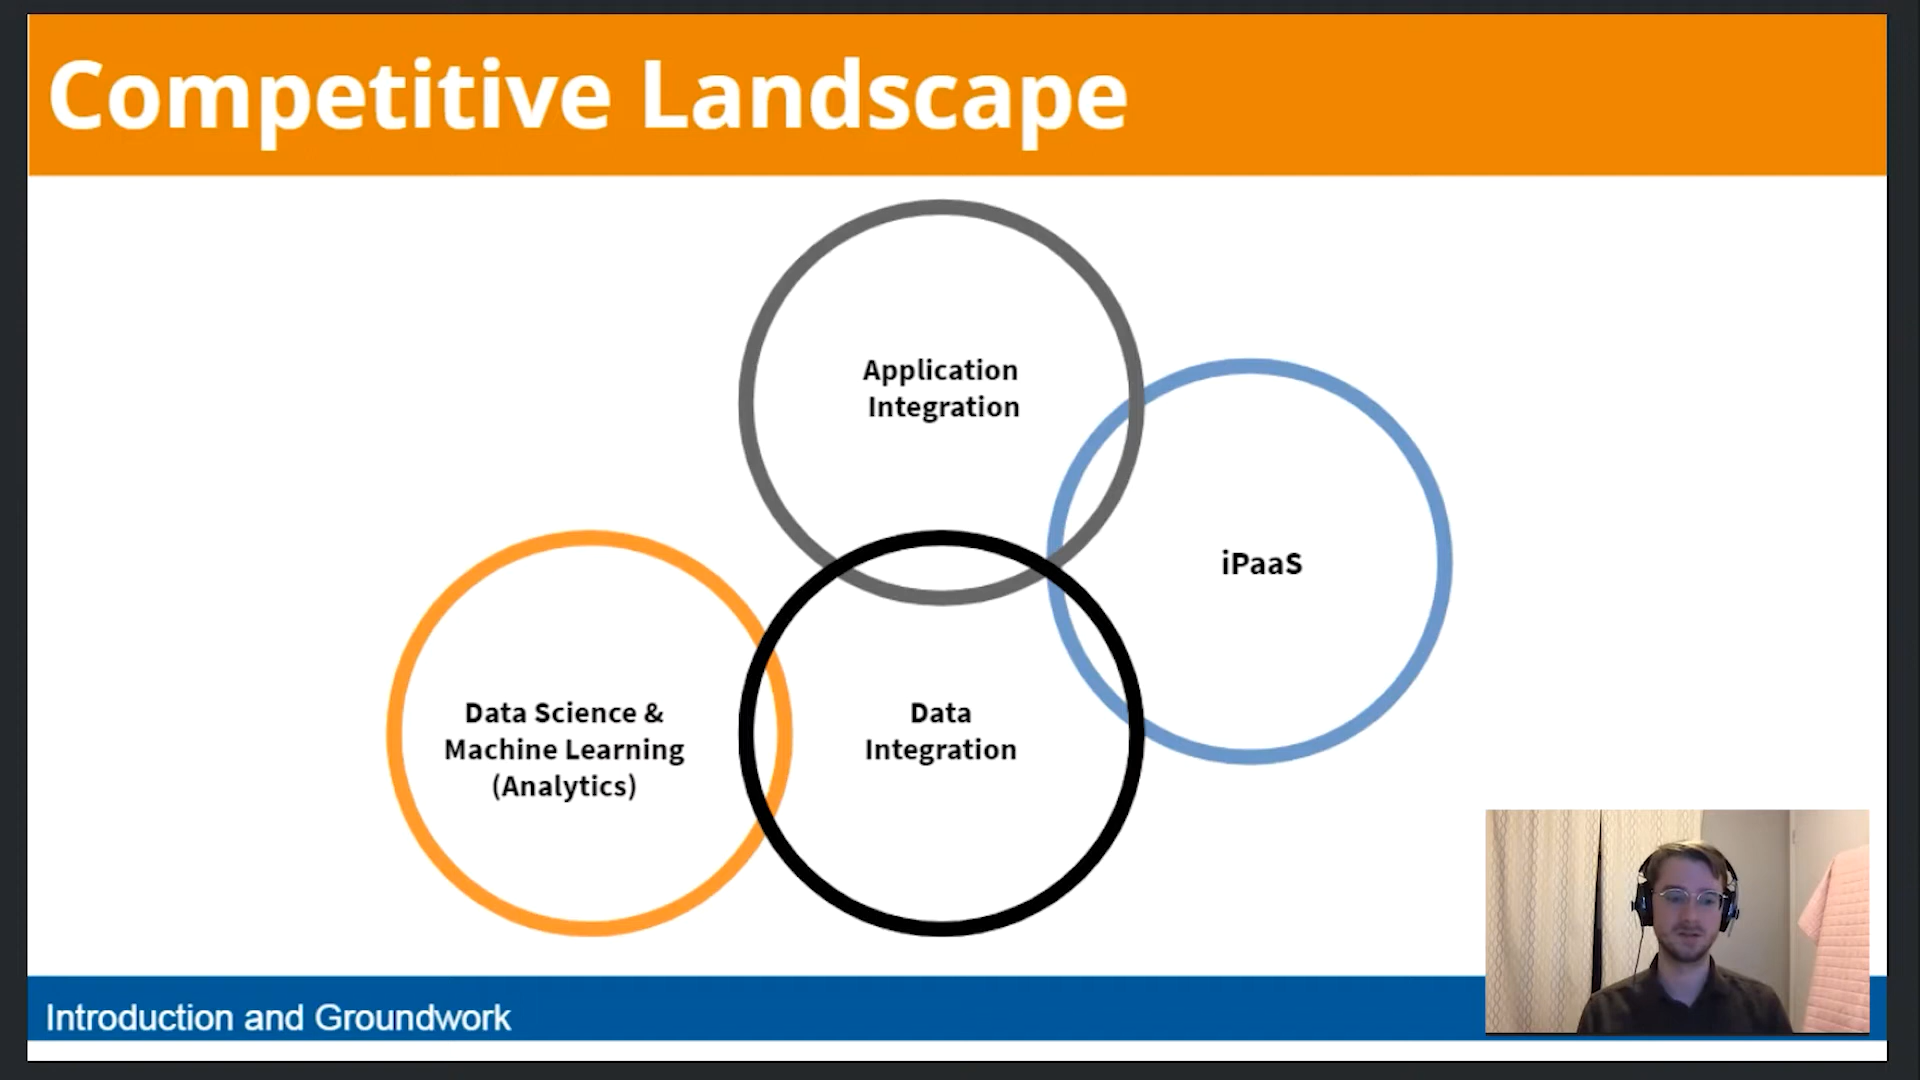 Competitive Landscape
Application
Integration
iPaaS
Data Science &
Machine Learning
(Analytics)
Data
Integration
Introduction and Groundwork